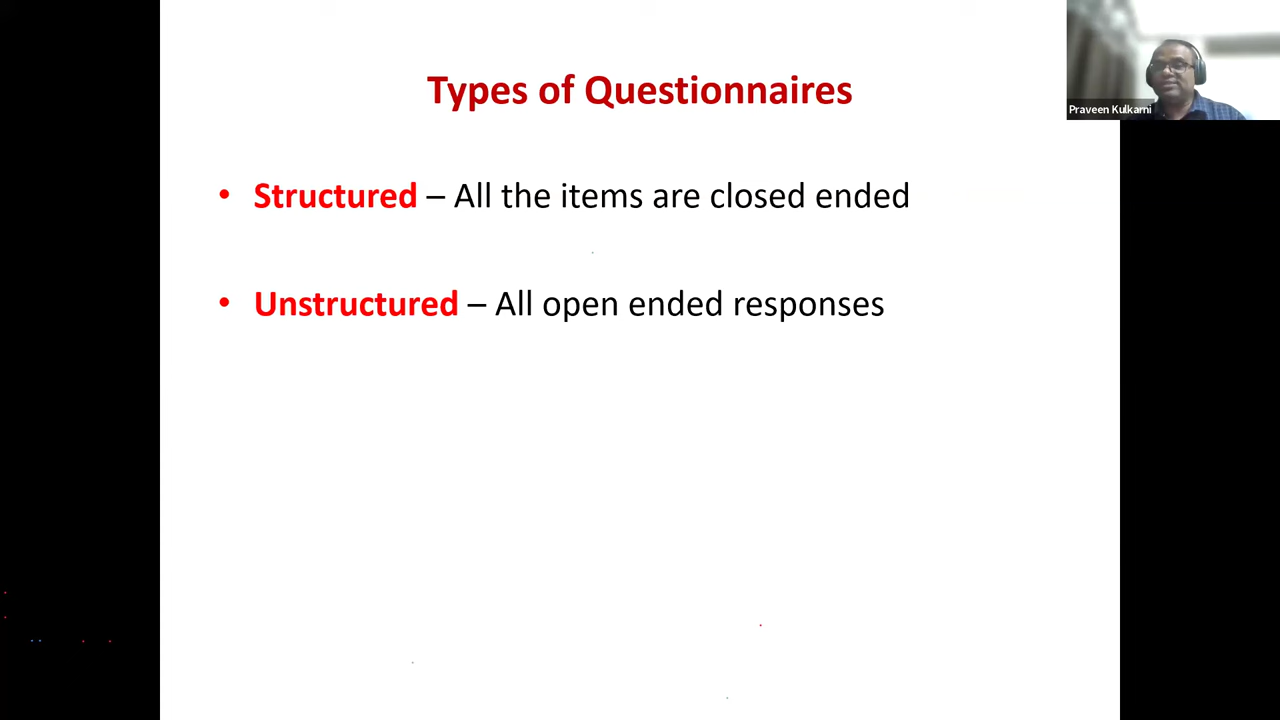 Types of Questionnaires
Praveen Kulkarni
• Structured – All the items are closed ended
• Unstructured – All open ended responses